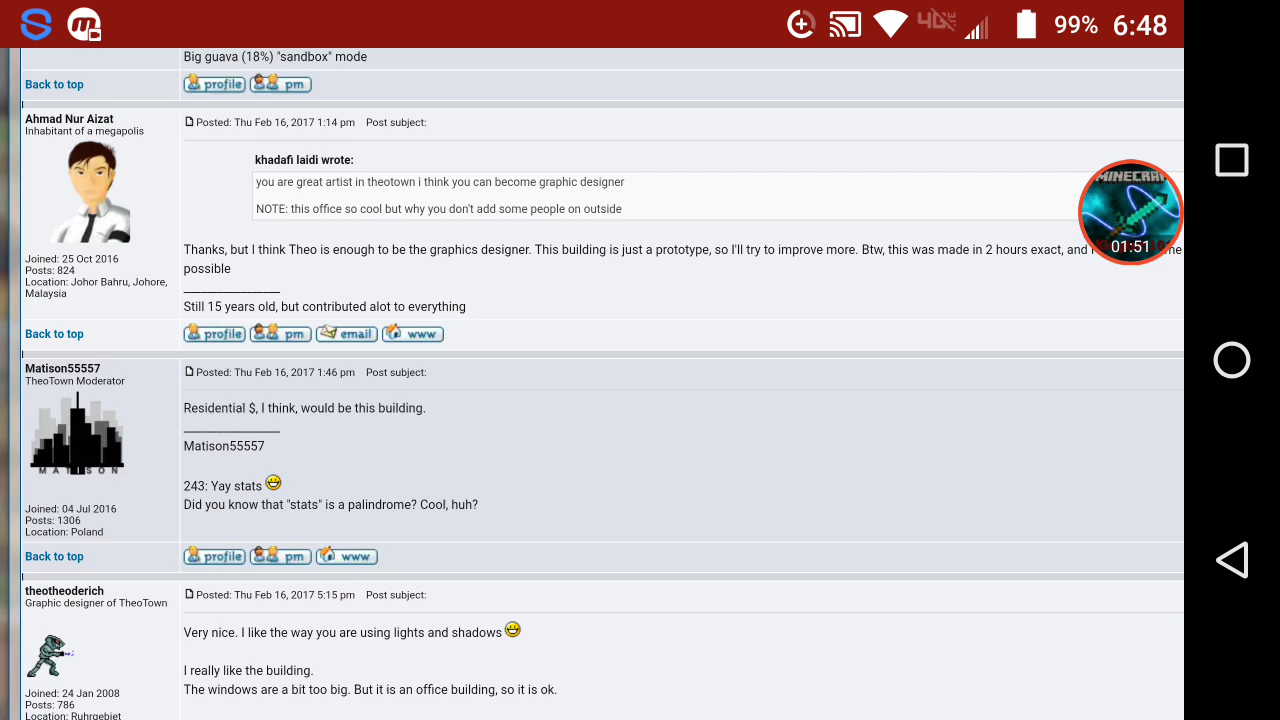 99% 6:48
Big guava (18%) "sandbox" mode
Back to top
profile pm
Ahmad Nur Aizat
Inhabitant of a megapolis
Joined: 25 Oct 2016
Posts: 824
Location: Johor Bahru, Johore,
Malaysia
Posted: Thu Feb 16, 2017 1:14 pm Post subject:
khadafi laidi wrote:
you are great artist in theotown i think you can become graphic designer
NOTE: this office so cool but why you don't add some people on outside
MINECRAF
01:51
Thanks, but I think Theo is enough to be the graphics designer. This building is just a prototype, so I'll try to improve more. Btw, this was made in 2 hours exact, and
possible
________________
Still 15 years old, but contributed alot to everything
Back to top
profile pm email www
Matison55557
TheoTown Moderator
MATISON
Joined: 04 Jul 2016
Posts: 1306
Location: Poland
Posted: Thu Feb 16, 2017 1:46 pm Post subject:
Residential $, I think, would be this building.
________________
Matison55557
243: Yay stats
Did you know that "stats" is a palindrome? Cool, huh?
Back to top
profile pm www
theotheoderich
Graphic designer of TheoTown
Joined: 24 Jan 2008
Posts: 786
Location: Ruhrgebiet
Posted: Thu Feb 16, 2017 5:15 pm Post subject:
Very nice. I like the way you are using lights and shadows
I really like the building.
The windows are a bit too big. But it is an office building, so it is ok.